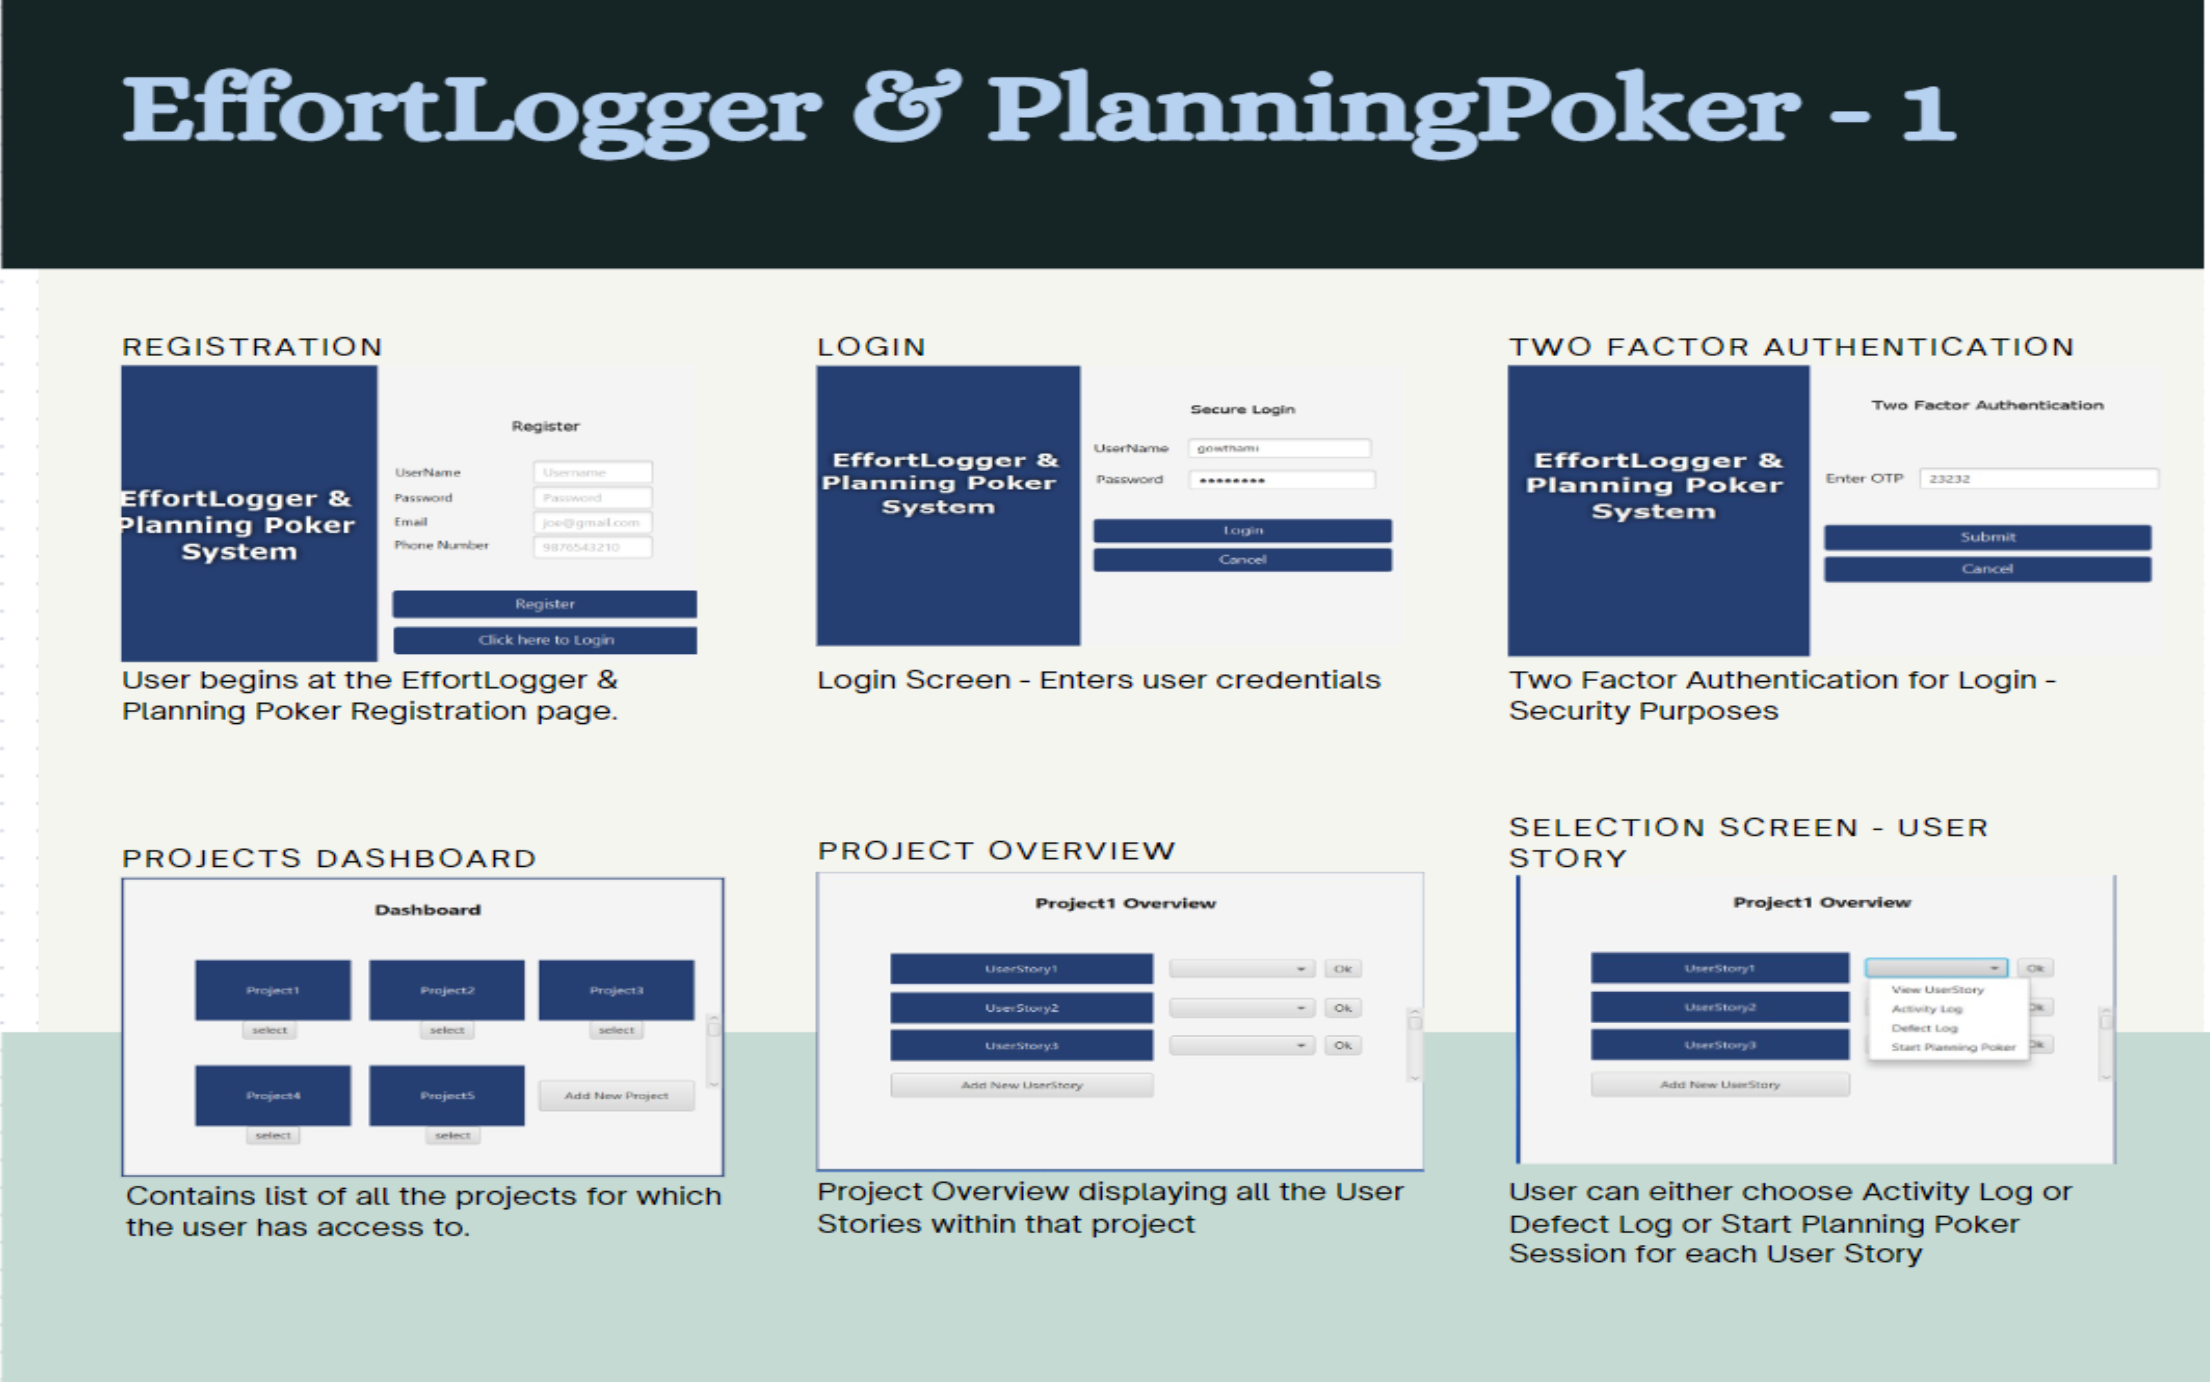 EffortLogger & PlanningPoker - 1
REGISTRATION
EffortLogger &
Planning Poker
System
Register
UserName
Username
Password
Password
Email
joe@gmail.com
Phone Number
9876543210
Register
Click here to Login
User begins at the EffortLogger &
Planning Poker Registration page.
LOGIN
EffortLogger &
Planning Poker
System
Secure Login
UserName
gowthami
Password
••••••••
Login
Cancel
Login Screen - Enters user credentials
TWO FACTOR AUTHENTICATION
EffortLogger &
Planning Poker
System
Two Factor Authentication
Enter OTP
23232
Submit
Cancel
Two Factor Authentication for Login -
Security Purposes
PROJECTS DASHBOARD
Dashboard
Project1
Project2
Project3
select
select
select
Project4
Project5
Add New Project
select
select
Contains list of all the projects for which
the user has access to.
PROJECT OVERVIEW
Project1 Overview
UserStory1
Ok
UserStory2
Ok
UserStory3
Ok
Add New UserStory
Project Overview displaying all the User
Stories within that project
SELECTION SCREEN - USER
STORY
Project1 Overview
UserStory1
Ok
View UserStory
UserStory2
Activity Log
Ok
Defect Log
UserStory3
Start Planning Poker
Ok
Add New UserStory
User can either choose Activity Log or
Defect Log or Start Planning Poker
Session for each User Story